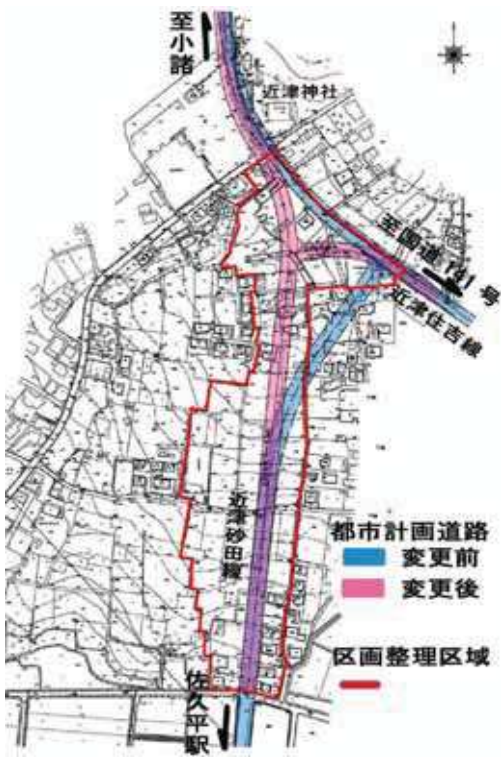 至小諸
近津神社
至国道141号
近津住吉線
近津砂田線
都市計画道路
変更前
変更後
区画整理区域
佐久平駅